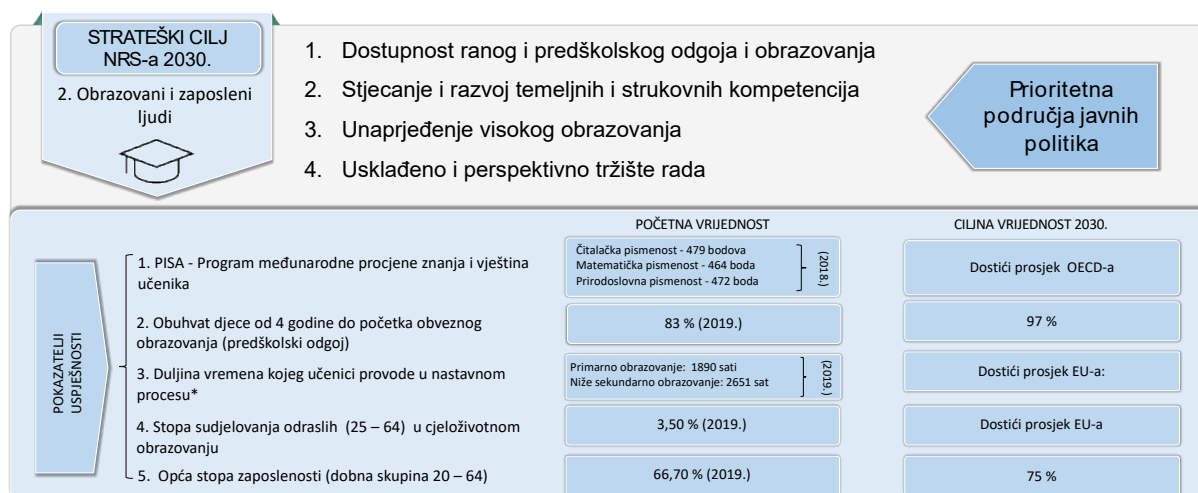 STRATEŠKI CILJ
NRS-a 2030.
2. Obrazovani i zaposleni
ljudi
1. Dostupnost ranog i predškolskog odgoja i obrazovanja
2. Stjecanje i razvoj temeljnih i strukovnih kompetencija
3. Unaprjeđenje visokog obrazovanja
4. Usklađeno i perspektivno tržište rada
Prioritetna
područja javnih
politika
POČETNA VRIJEDNOST
CILJNA VRIJEDNOST 2030.
POKAZATELJI
USPJEŠNOSTI
1. PISA - Program međunarodne procjene znanja i vještina
učenika
Čitalačka pismenost - 479 bodova
Matematička pismenost - 464 boda
Prirodoslovna pismenost - 472 boda
(2018.)
Dostići prosjek OECD-a
2. Obuhvat djece od 4 godine do početka obveznog
obrazovanja (predškolski odgoj)
83 % (2019.)
97 %
3. Duljina vremena kojeg učenici provode u nastavnom
procesu*
Primarno obrazovanje: 1890 sati
Niže sekundarno obrazovanje: 2651 sat
(2019.)
Dostići prosjek EU-a:
4. Stopa sudjelovanja odraslih (25 – 64) u cjeloživotnom
obrazovanju
3,50 % (2019.)
Dostići prosjek EU-a
5. Opća stopa zaposlenosti (dobna skupina 20 – 64)
66,70 % (2019.)
75 %